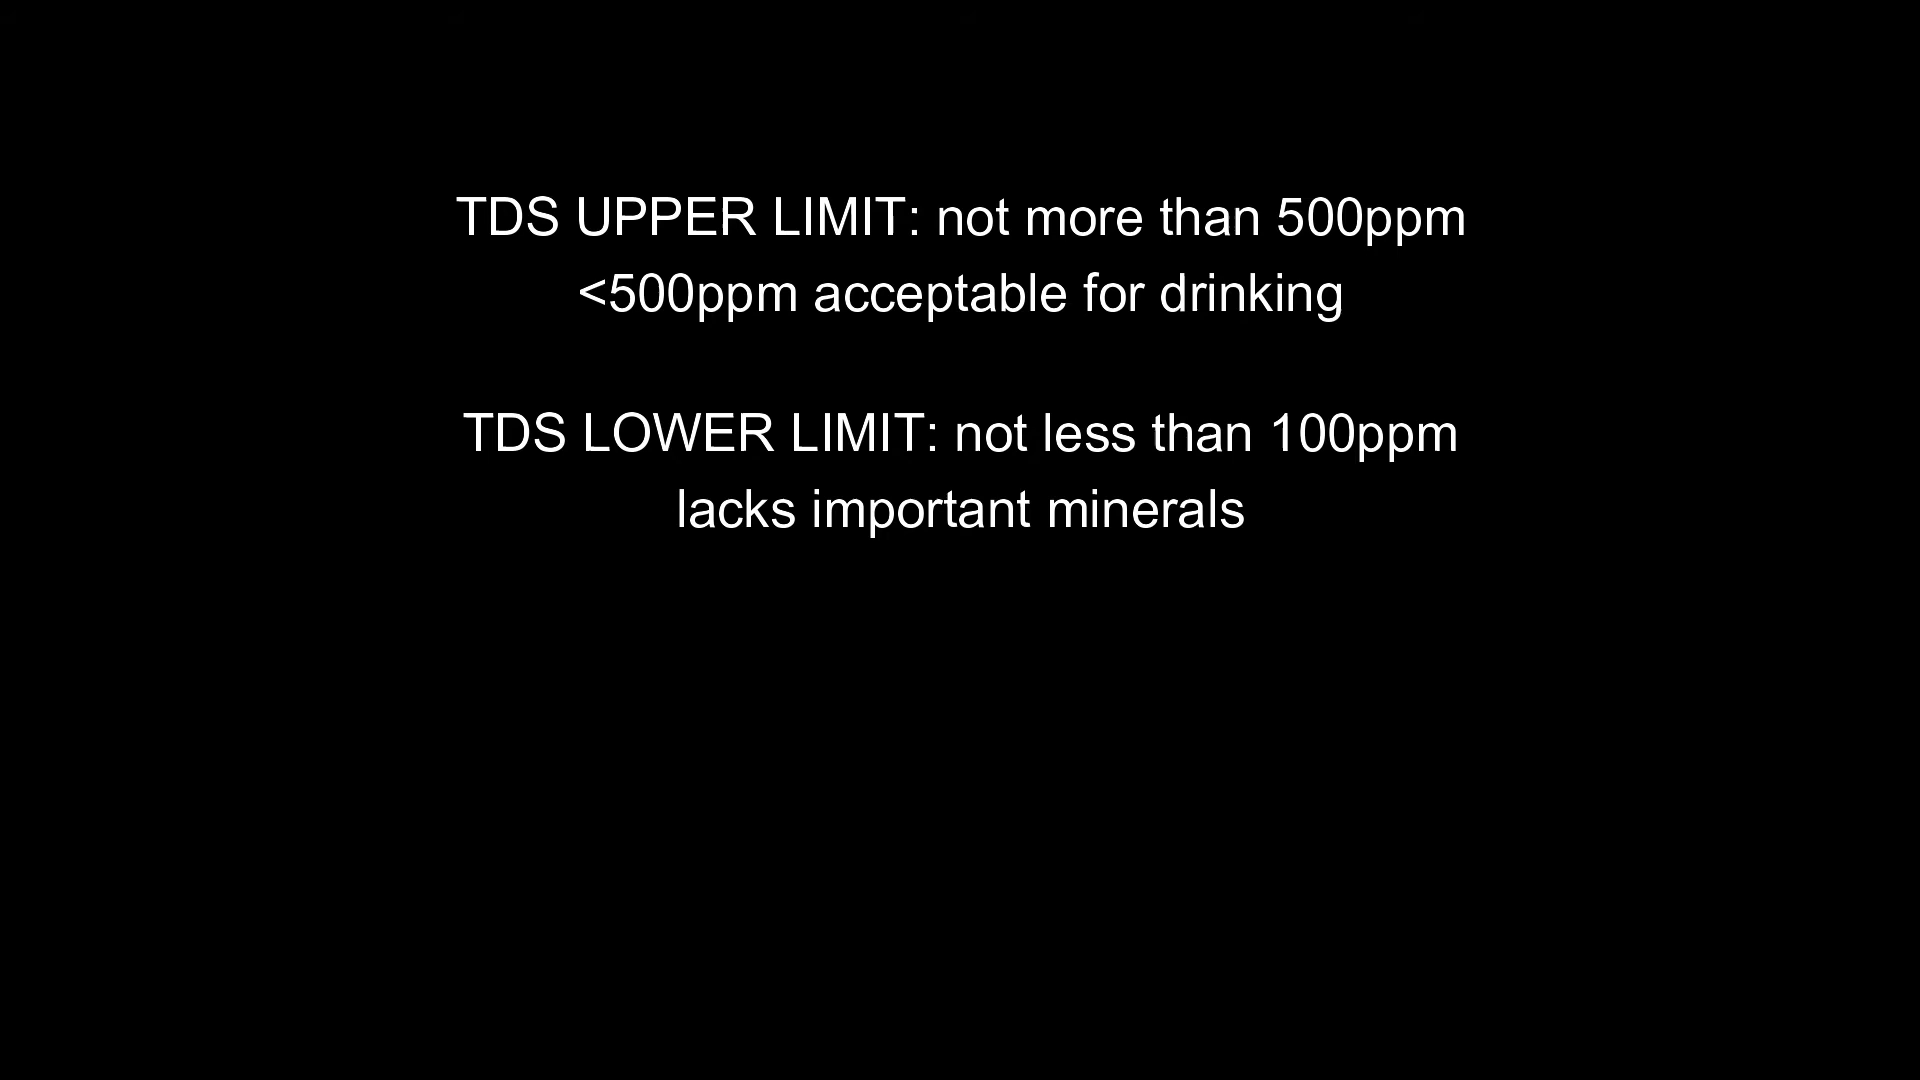 TDS UPPER LIMIT: not more than 500ppm
<500ppm acceptable for drinking
TDS LOWER LIMIT: not less than 100ppm
lacks important minerals